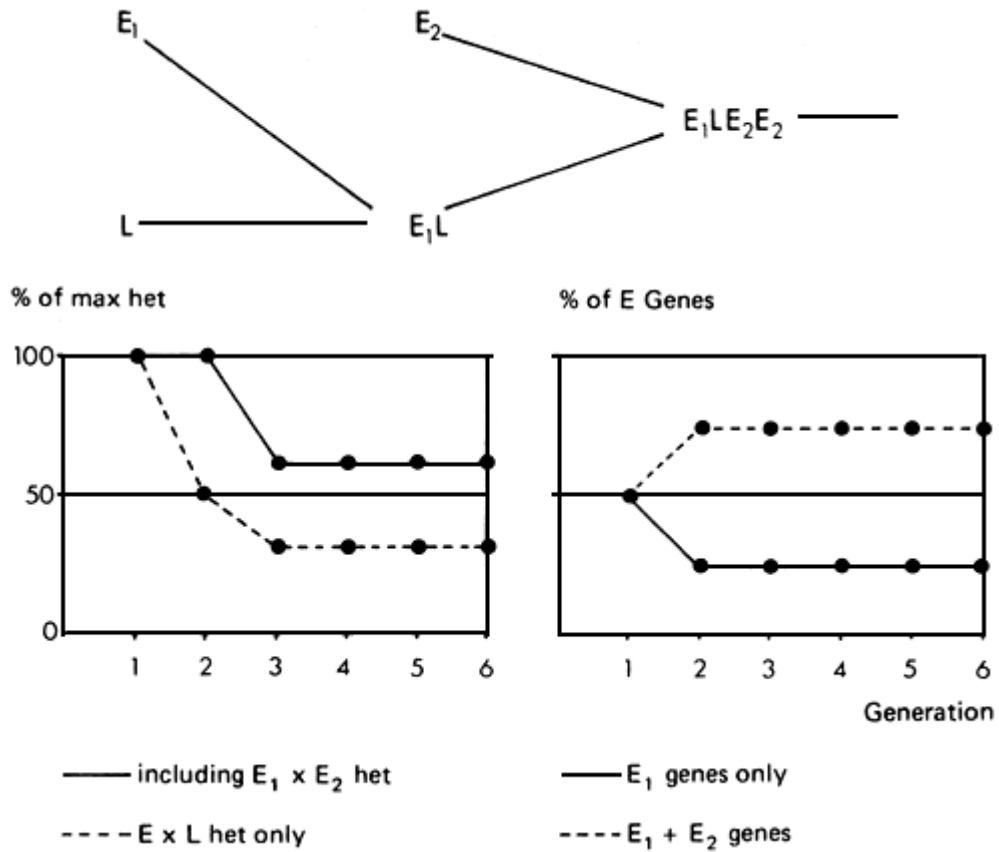 E₁ E₂
E₁LE₂E₂
L E₁L
% of max het
100
50
0
1 2 3 4 5 6
% of E Genes
1 2 3 4 5 6
Generation
including E₁ x E₂ het
E x L het only
E₁ genes only
E₁ + E₂ genes